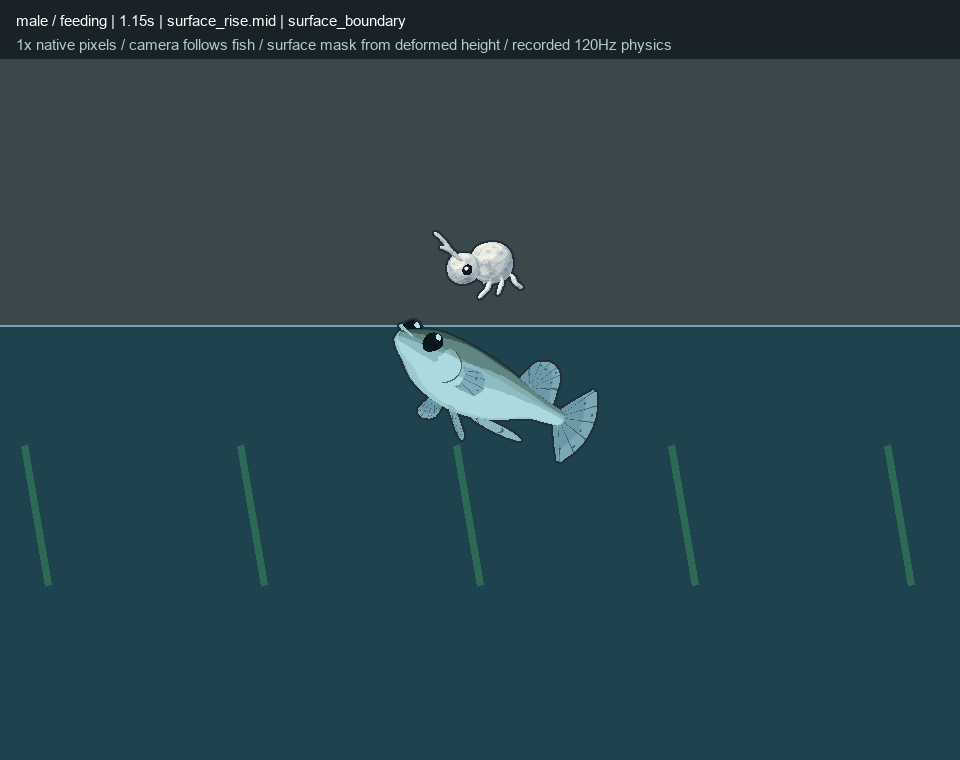 male / feeding | 1.15s | surface_rise.mid | surface_boundary
1x native pixels / camera follows fish / surface mask from deformed height / recorded 120Hz physics